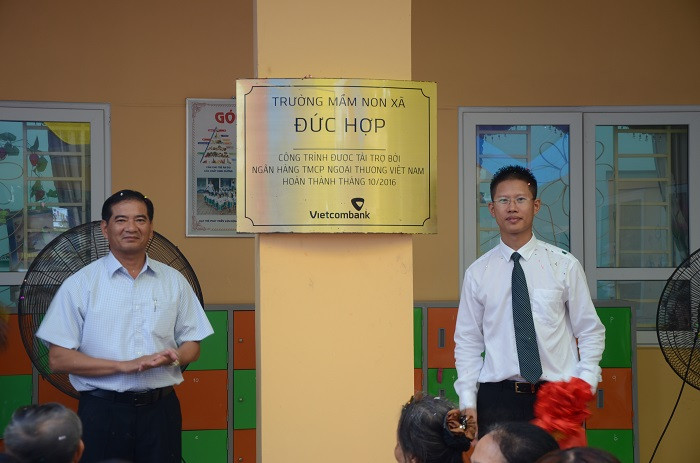 TRƯỜNG MẦM NON XÃ
ĐỨC HỢP
CÔNG TRÌNH ĐƯỢC TÀI TRỢ BỞI
NGÂN HÀNG TMCP NGOẠI THƯƠNG VIỆT NAM
HOÀN THÀNH THÁNG 10/2016
Vietcombank
GÓ